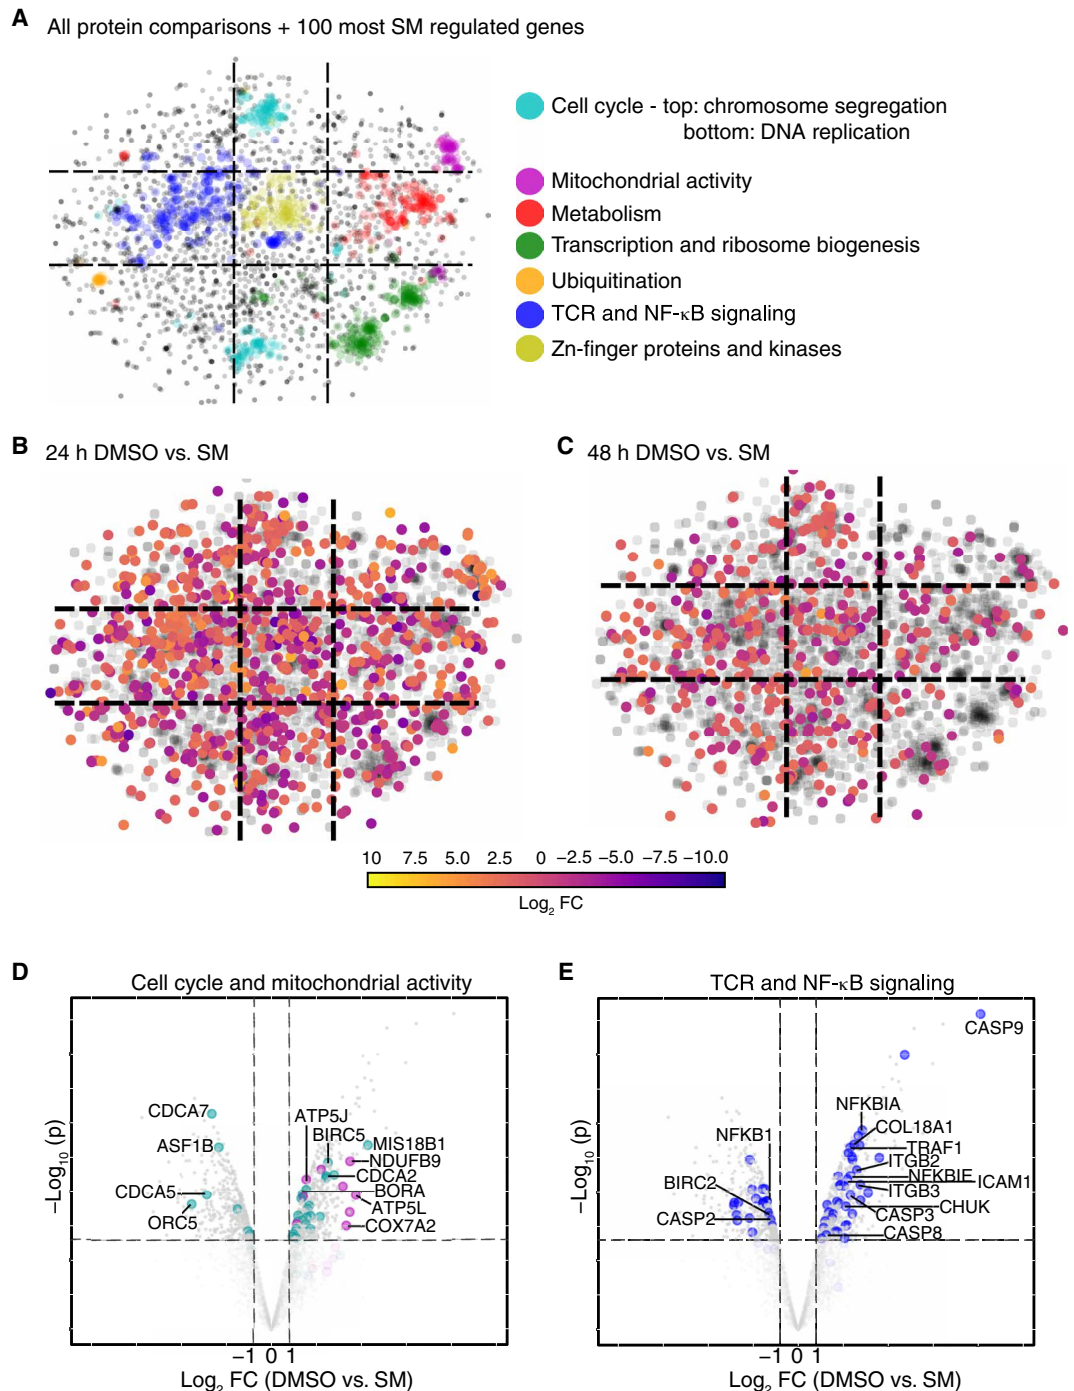 A
All protein comparisons + 100 most SM regulated genes
Cell cycle - top: chromosome segregation
bottom: DNA replication
Mitochondrial activity
Metabolism
Transcription and ribosome biogenesis
Ubiquitination
TCR and NF-κB signaling
Zn-finger proteins and kinases
B
24 h DMSO vs. SM
C
48 h DMSO vs. SM
10 7.5 5.0 2.5 0 −2.5 −5.0 −7.5 −10.0
Log2 FC
D
Cell cycle and mitochondrial activity
−Log10 (p)
CDCA7
ASF1B
CDCA5
ORC5
ATP5J
BIRC5
MIS18B1
NDUFB9
CDCA2
BORA
ATP5L
COX7A2
−1 0 1
Log2 FC (DMSO vs. SM)
E
TCR and NF-κB signaling
−Log10 (p)
CASP9
NFKBIA
COL18A1
NFKB1
TRAF1
ITGB2
BIRC2
NFKBIE
ICAM1
ITGB3
CHUK
CASP2
CASP3
CASP8
−1 0 1
Log2 FC (DMSO vs. SM)